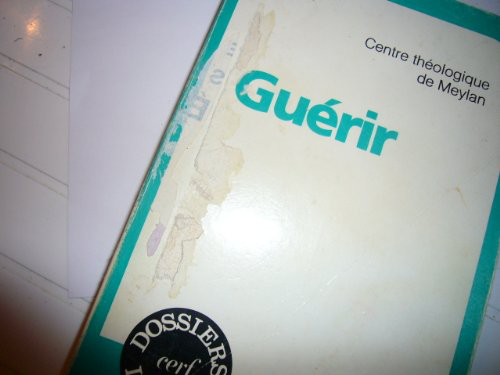 Centre théologique
de Meylan
Guérir
DOSSIERS
cerf